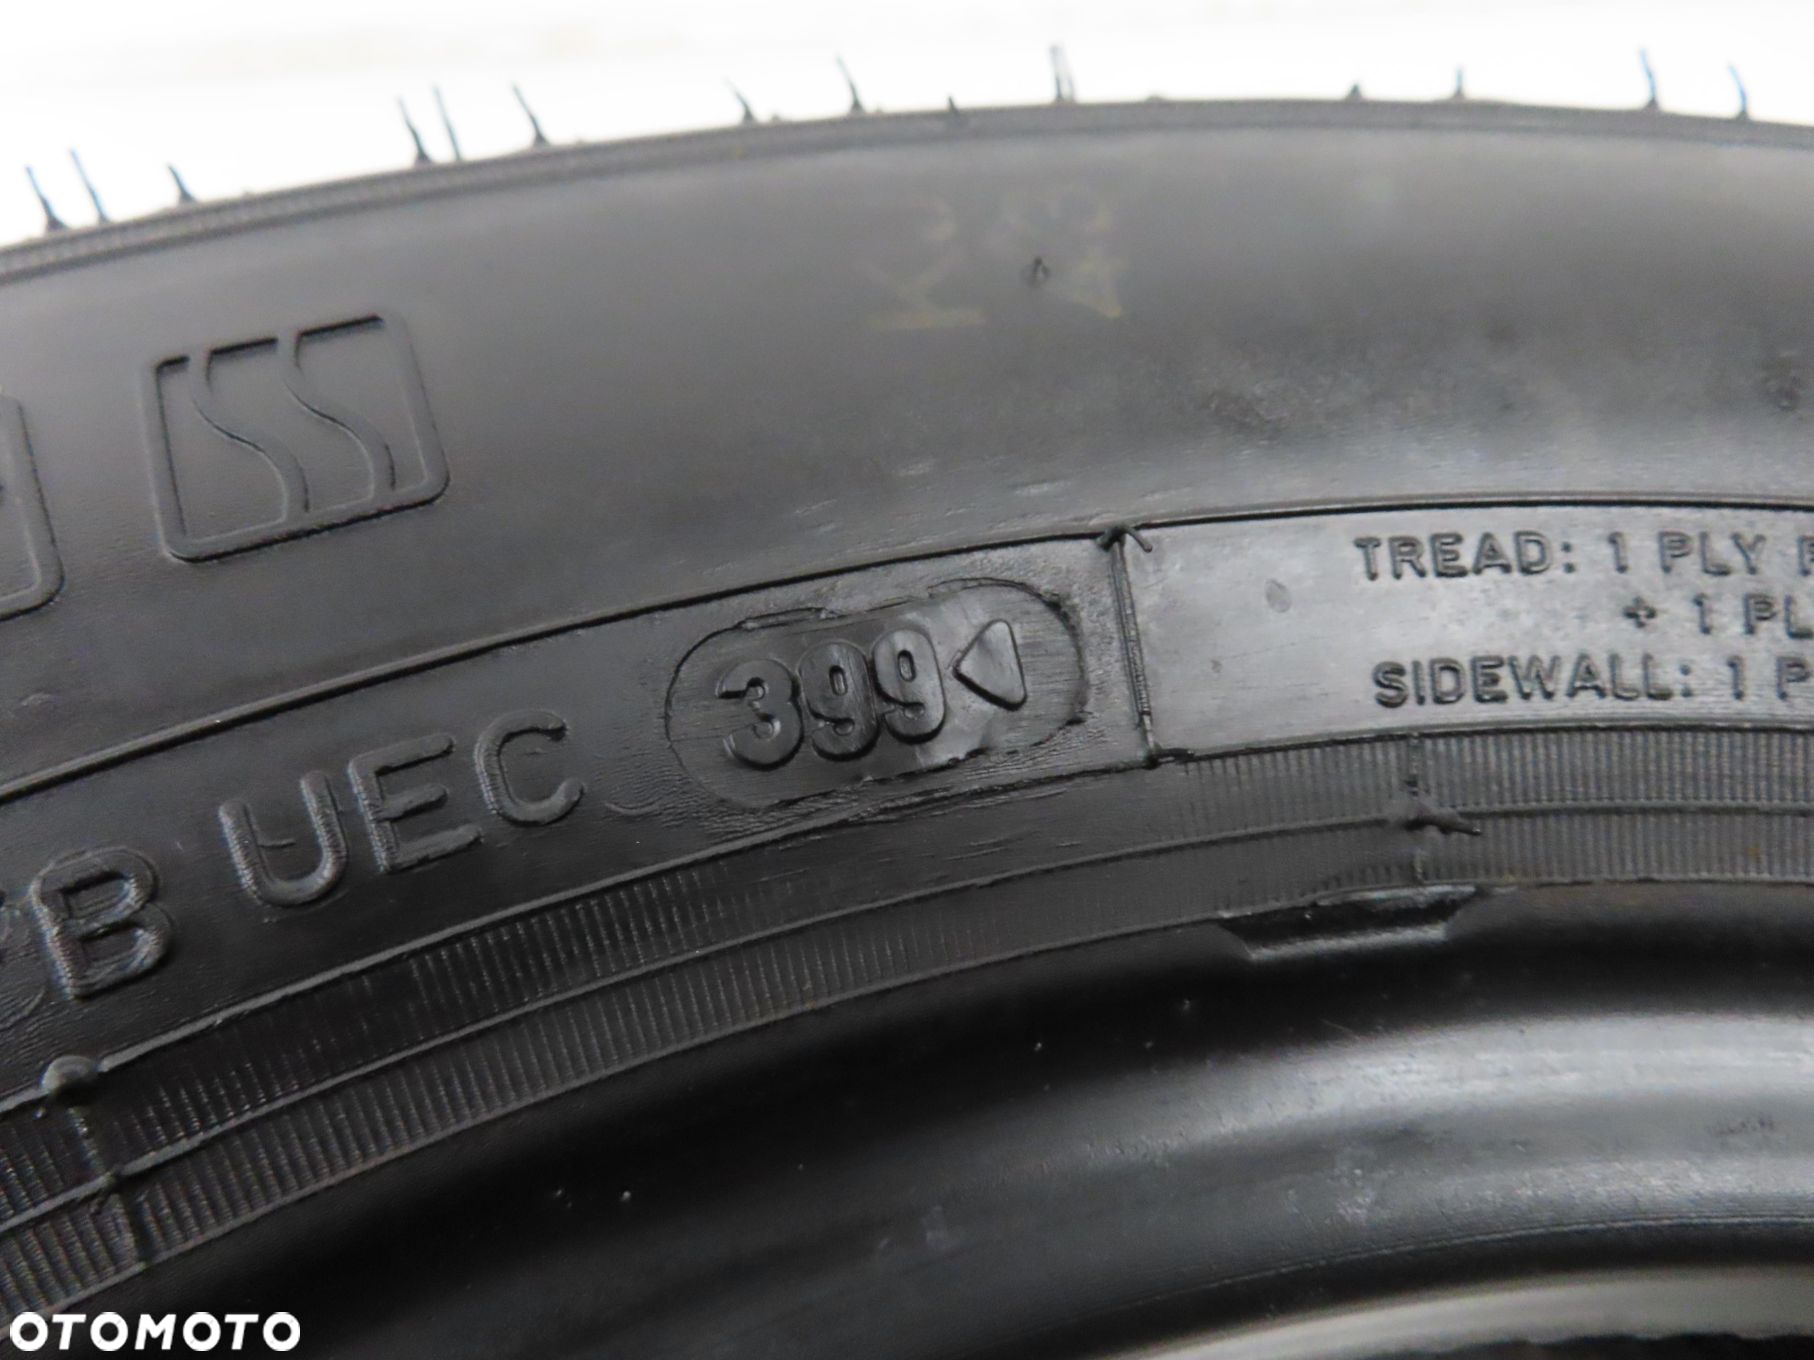 TREAD: 1 PLY
+ 1 PL
SIDEWALL: 1 P
B UEC 399
OTOMOTO